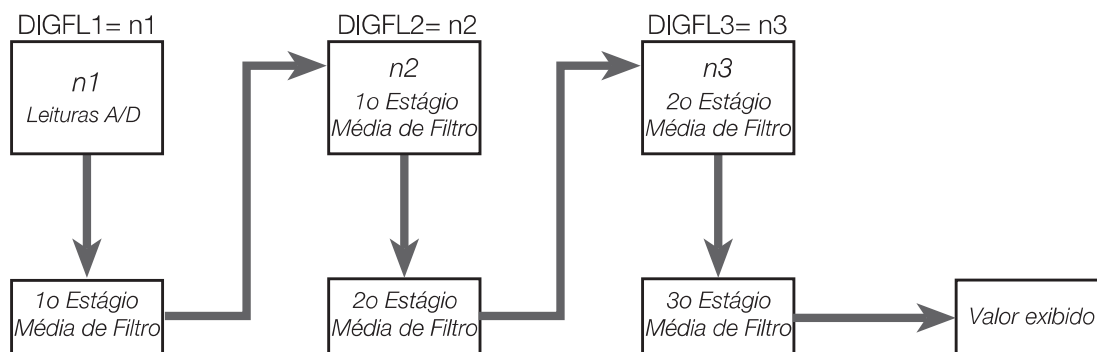 DIGFL1= n1
n1
Leituras A/D
1o Estágio
Média de Filtro
DIGFL2= n2
n2
1o Estágio
Média de Filtro
2o Estágio
Média de Filtro
DIGFL3= n3
n3
2o Estágio
Média de Filtro
3o Estágio
Média de Filtro
Valor exibido